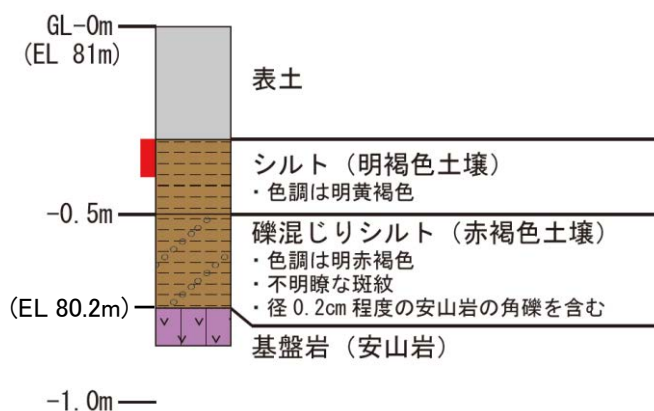 GL-0m
(EL 81m)
表土
シルト（明褐色土壌）
・色調は明黄褐色
-0.5m
礫混じりシルト（赤褐色土壌）
・色調は明赤褐色
・不明瞭な斑紋
・径0.2cm程度の安山岩の角礫を含む
(EL 80.2m)
基盤岩（安山岩）
-1.0m